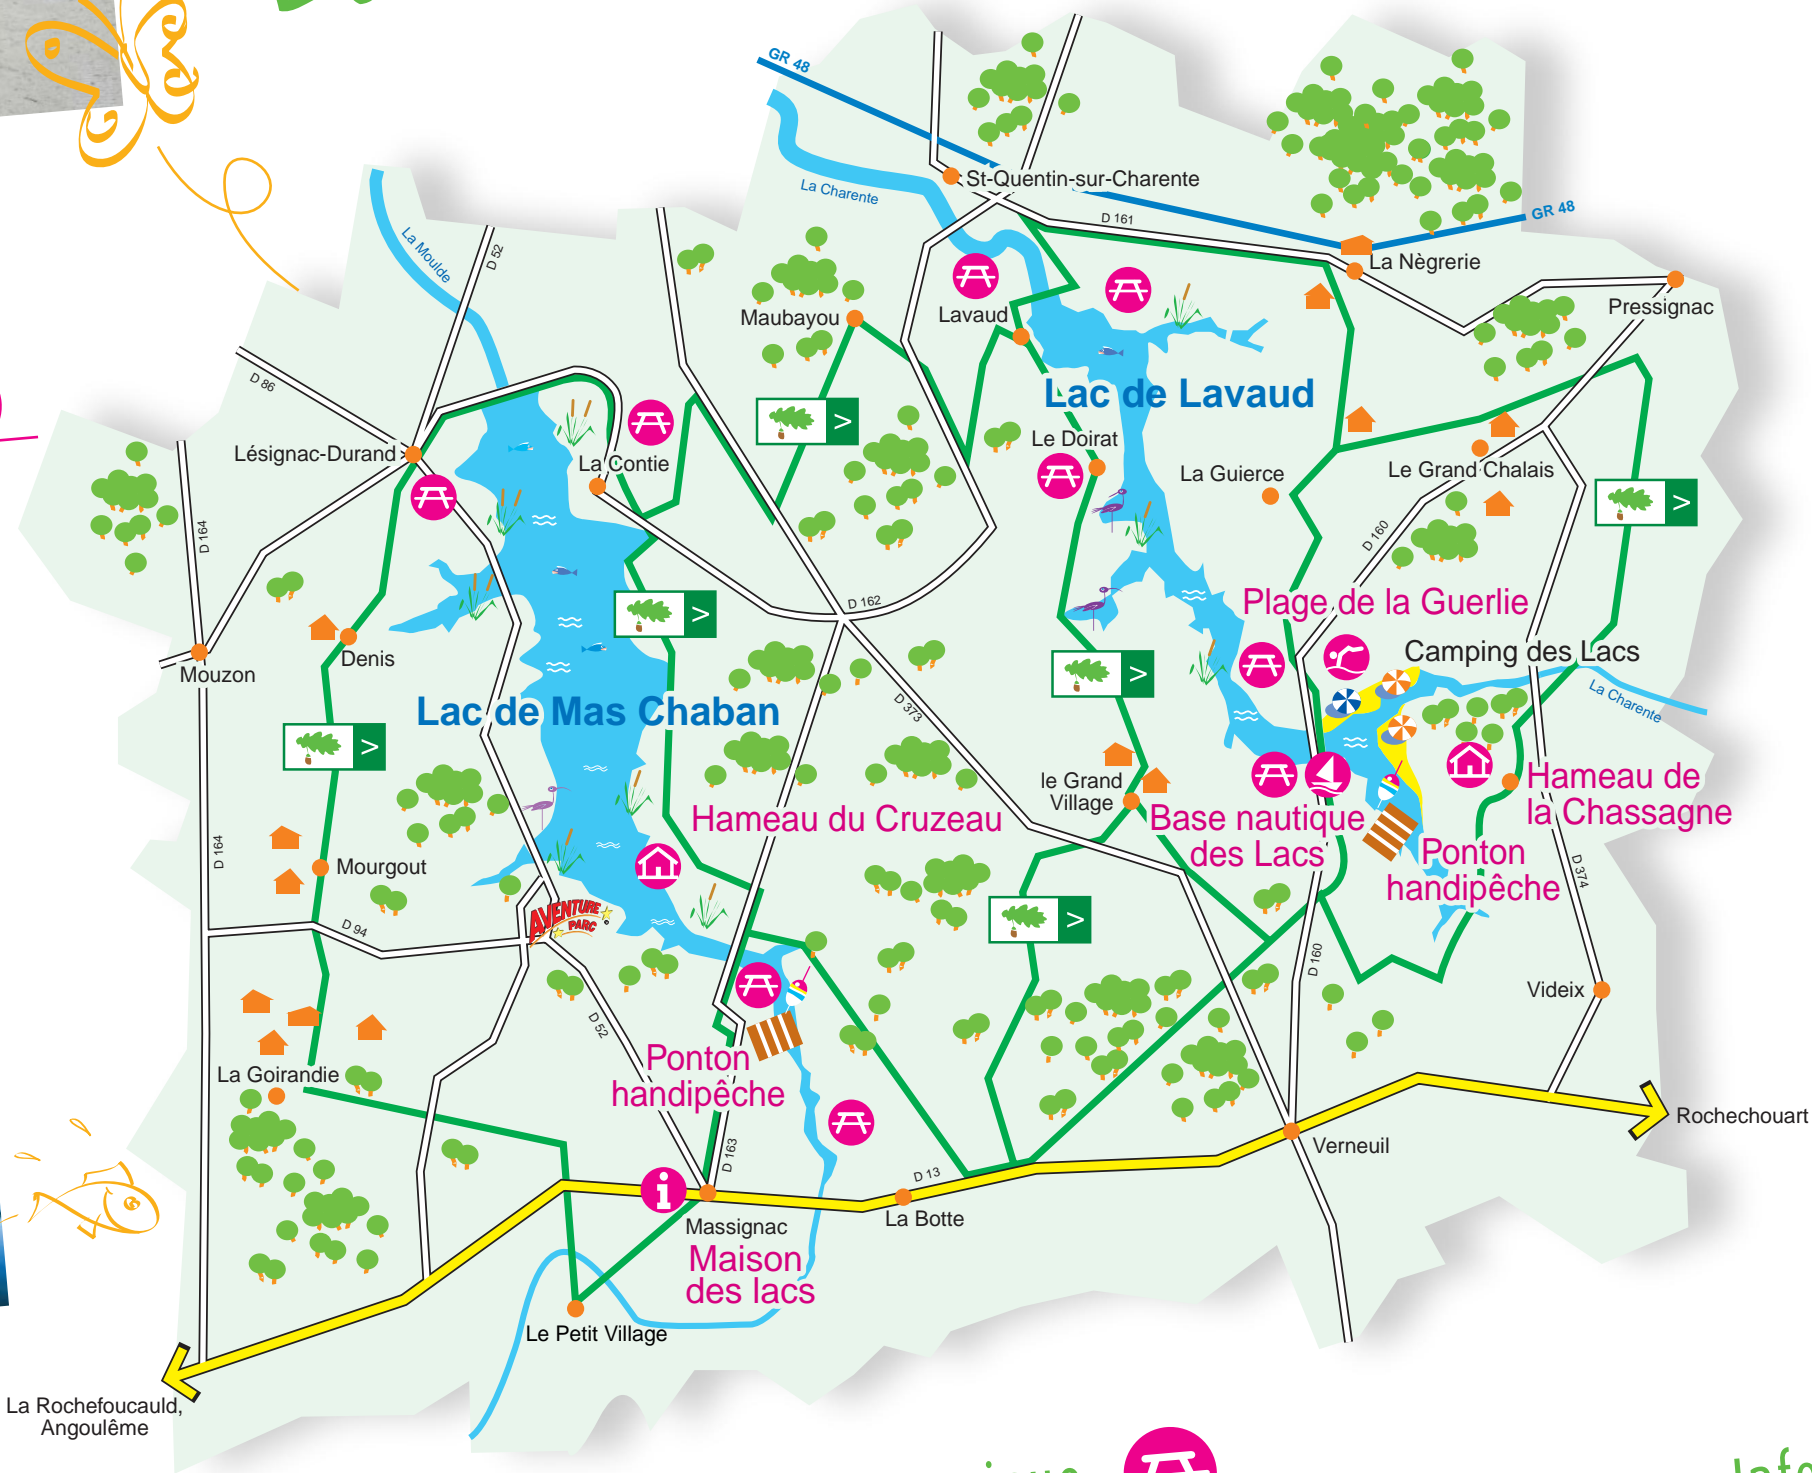 GR 48
La Charente
St-Quentin-sur-Charente
D 161
GR 48
La Nègrerie
Pressignac
La Moulde
D 52
Maubayou
Lavaud
D 86
Lac de Lavaud
Lésignac-Durand
La Contie
Le Doirat
La Guierce
Le Grand Chalais
>
>
D 164
D 160
D 162
>
Plage de la Guerlie
Camping des Lacs
Mouzon
Denis
La Charente
>
Lac de Mas Chaban
D 373
>
le Grand
Village
Hameau de
la Chassagne
Hameau du Cruzeau
Base nautique
des Lacs
D 164
Mourgout
Ponton
handipêche
D 374
AVENTURE
PARC
>
D 94
D 160
Videix
D 52
Ponton
handipêche
La Goirandie
Rochechouart
D 163
Verneuil
i
D 13
Massignac
La Botte
Maison
des lacs
Le Petit Village
La Rochefoucauld,
Angoulême